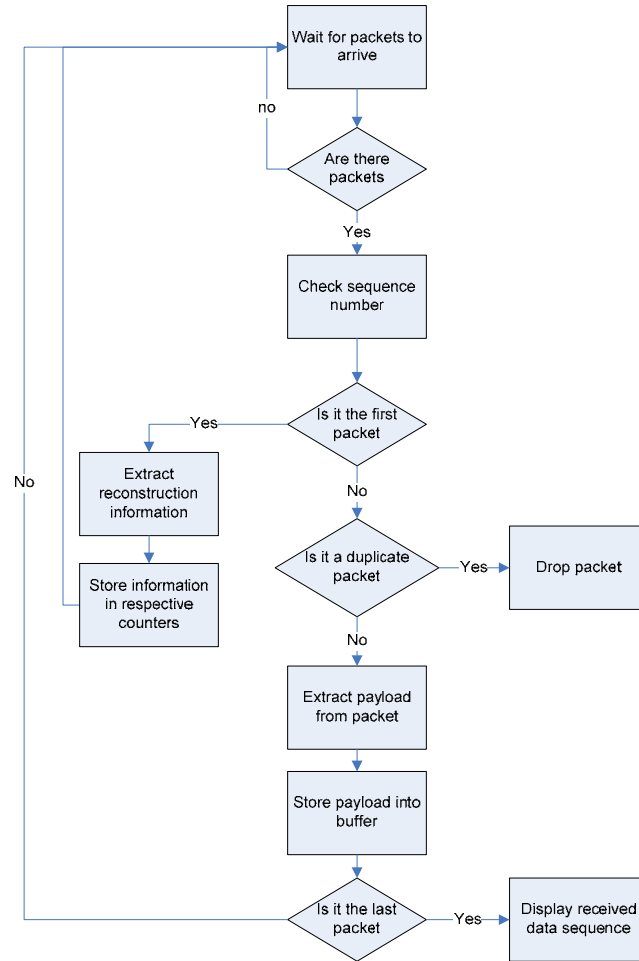 Wait for packets to
arrive
no
Are there
packets
Yes
Check sequence
number
Is it the first
packet
Yes
Extract
reconstruction
information
No
No
Is it a duplicate
packet
Yes
Drop packet
Store information
in respective
counters
No
Extract payload
from packet
Store payload into
buffer
Is it the last
packet
Yes
Display received
data sequence